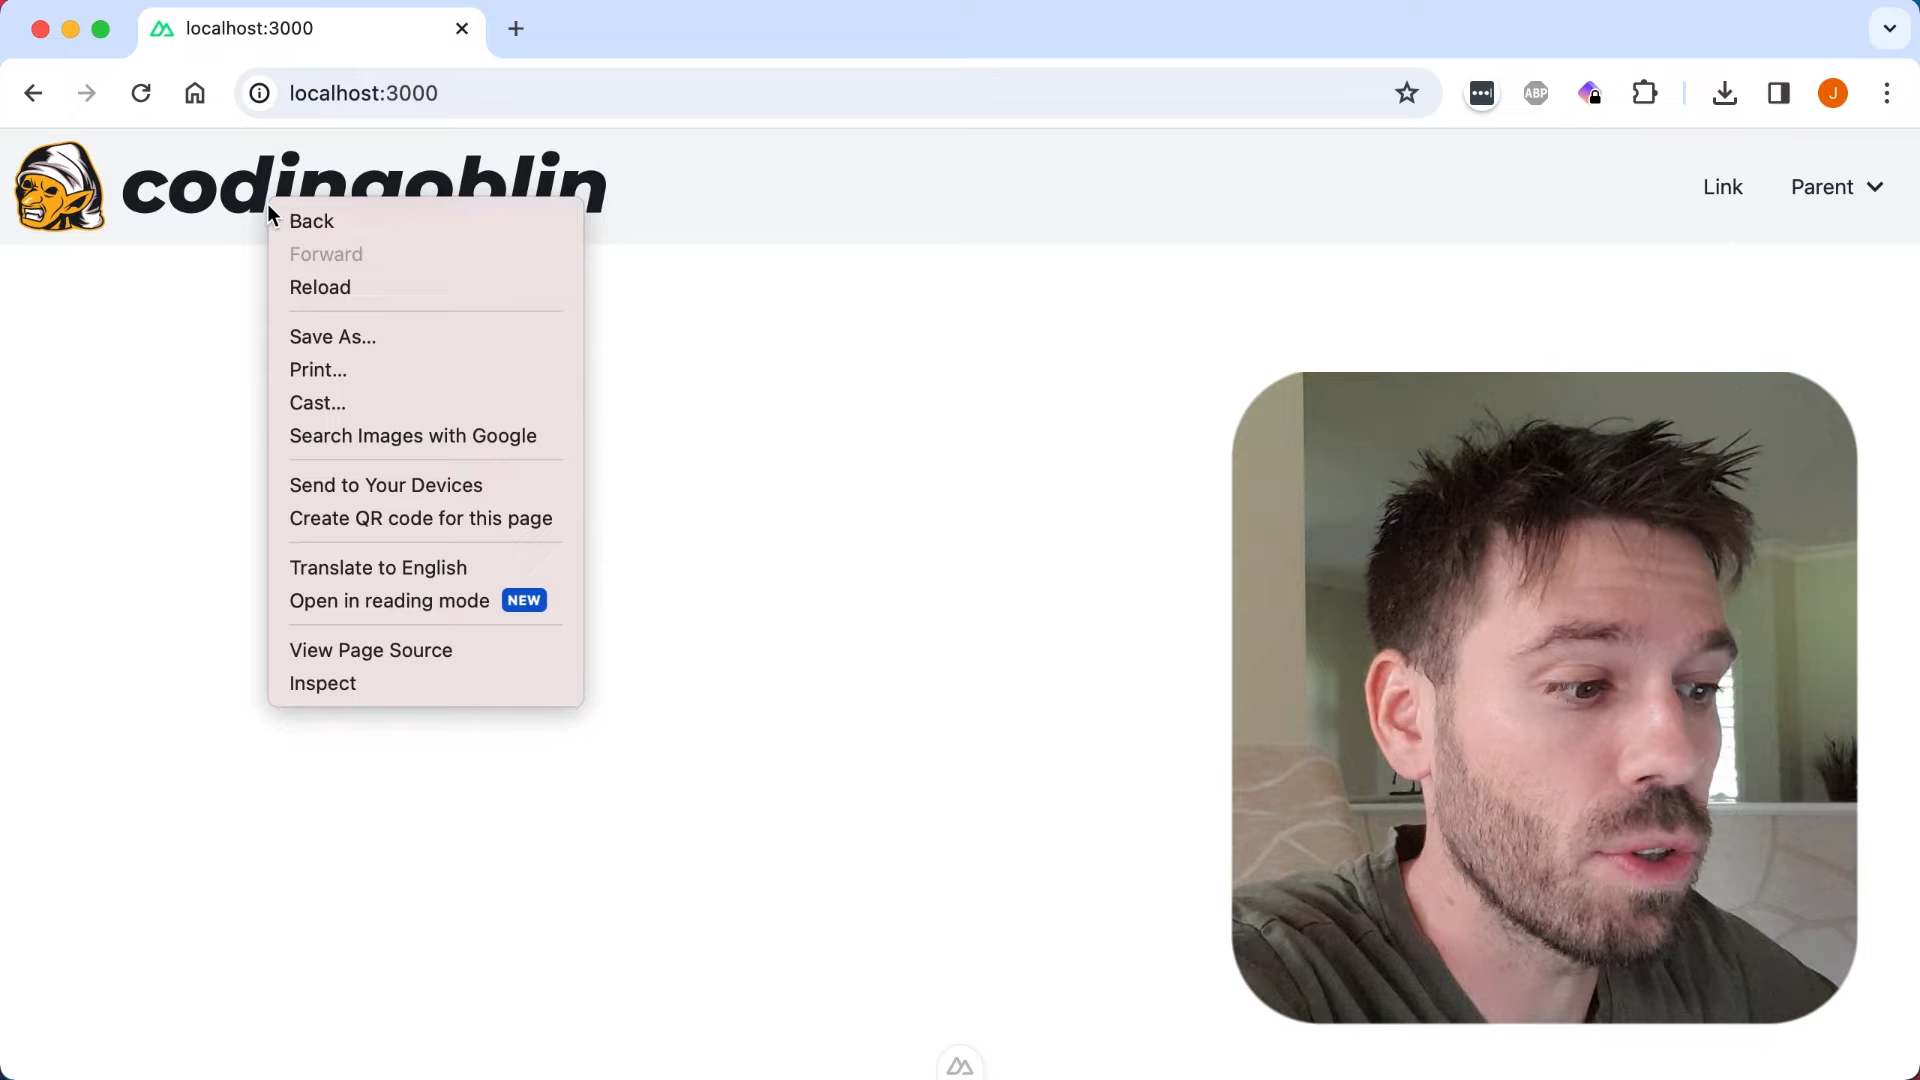 localhost:3000
localhost:3000
ABP
J
codingoblin
Link
Parent
Back
Forward
Reload
Save As...
Print...
Cast...
Search Images with Google
Send to Your Devices
Create QR code for this page
Translate to English
Open in reading mode NEW
View Page Source
Inspect